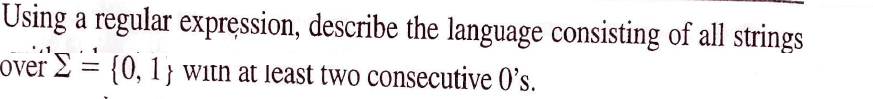 Using a regular expression, describe the language consisting of all strings
over Σ = {0, 1} with at least two consecutive 0's.